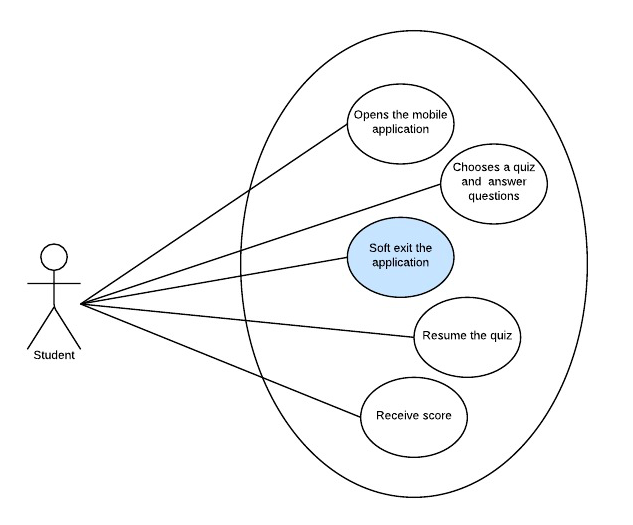 Opens the mobile
application
Chooses a quiz
and answer
questions
Soft exit the
application
Resume the quiz
Student
Receive score